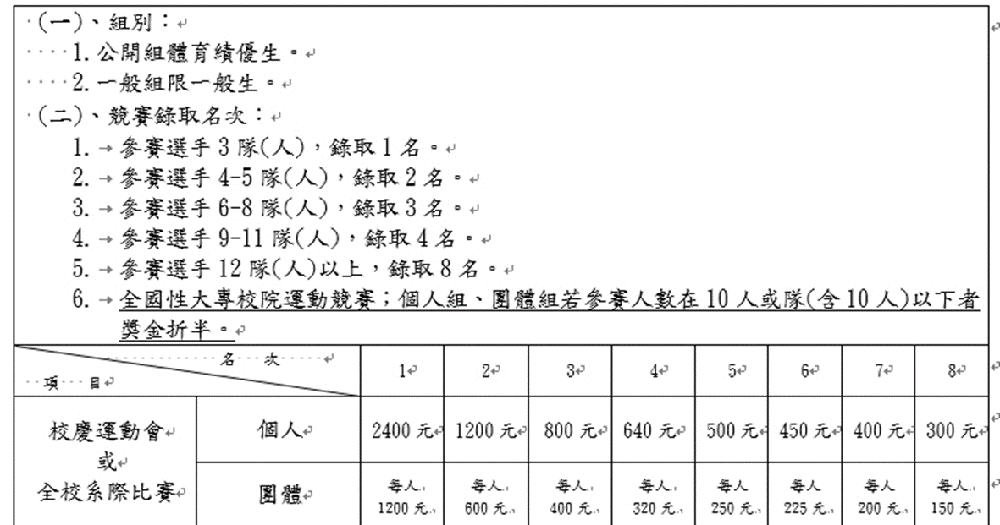 (一)、組別：
1.公開組體育績優生。
2.一般組限一般生。
(二)、競賽錄取名次：
1. 參賽選手 3 隊(人)，錄取 1 名。
2. 參賽選手 4-5 隊(人)，錄取 2 名。
3. 參賽選手 6-8 隊(人)，錄取 3 名。
4. 參賽選手 9-11 隊(人)，錄取 4 名。
5. 參賽選手 12 隊(人)以上，錄取 8 名。
6. 全國性大專校院運動競賽；個人組、團體組若參賽人數在 10 人或隊(含 10 人)以下者
獎金折半。
名 次
項 目
1 2 3 4 5 6 7 8
校慶運動會
或
全校系際比賽
個人
2400 元 1200 元 800 元 640 元 500 元 450 元 400 元 300 元
團體
每人 每人 每人 每人 每人 每人 每人 每人
1200 元 600 元 400 元 320 元 250 元 225 元 200 元 150 元